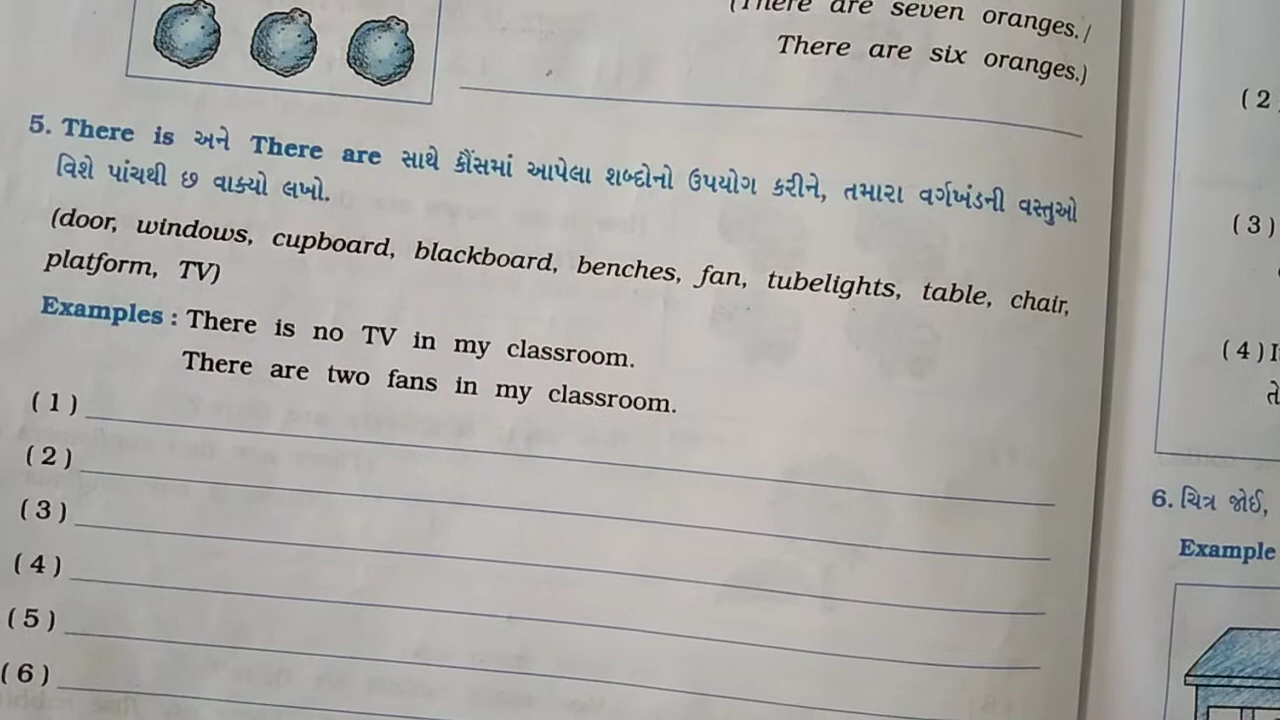 (There are seven oranges./
There are six oranges.)
5. There is અને There are સાથે કૌંસમાં આપેલા શબ્દોનો ઉપયોગ કરીને, તમારા વર્ગખંડની વસ્તુઓ
વિશે પાંચથી છ વાક્યો લખો.
(door, windows, cupboard, blackboard, benches, fan, tubelights, table, chair,
platform, TV)
Examples : There is no TV in my classroom.
There are two fans in my classroom.
(1)
(2)
(3)
(4)
(5)
(6)
(2
(3)
(4)
6. ચિત્ર જોઈ,
Example